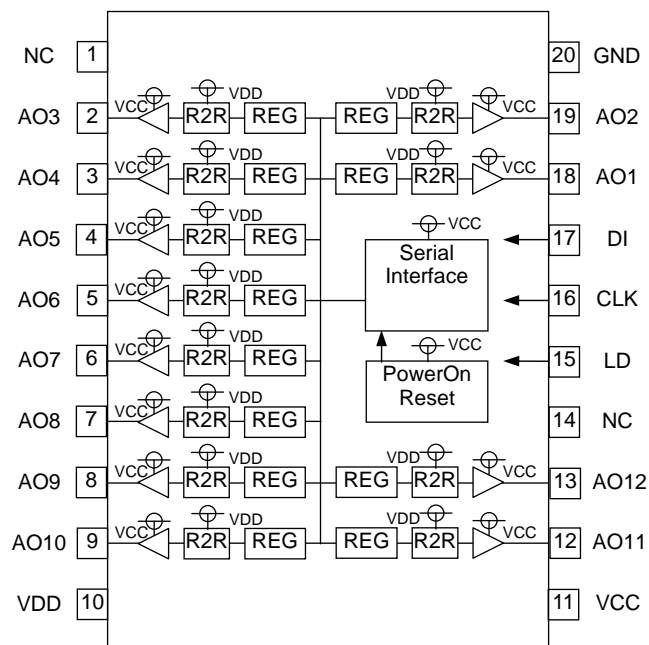 NC 1 20 GND
VCC VDD VDD VCC
AO3 2 R2R REG REG R2R 19 AO2
VCC VDD VDD VCC
AO4 3 R2R REG REG R2R 18 AO1
VCC VDD VCC
AO5 4 R2R REG Serial 17 DI
Interface
VCC VDD
AO6 5 R2R REG 16 CLK
VCC VDD VCC
AO7 6 R2R REG 15 LD
PowerOn
Reset
VCC VDD
AO8 7 R2R REG 14 NC
VCC VDD VDD VCC
AO9 8 R2R REG REG R2R 13 AO12
VCC VDD VDD VCC
AO10 9 R2R REG REG R2R 12 AO11
VDD 10 11 VCC